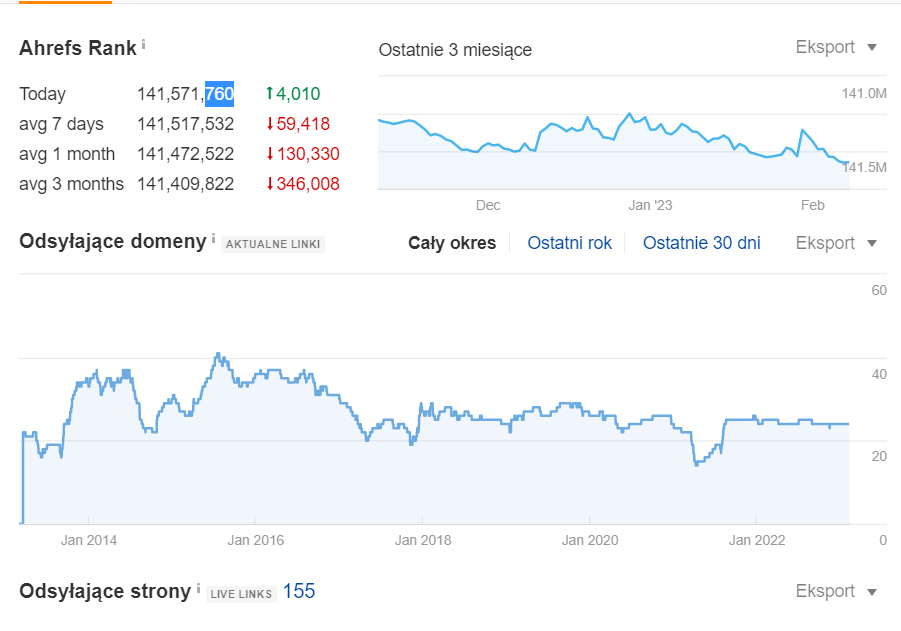 Ahrefs Rank i
Ostatnie 3 miesiące
Eksport ▼
Today 141,571,760 ↑4,010
avg 7 days 141,517,532 ↓59,418
avg 1 month 141,472,522 ↓130,330
avg 3 months 141,409,822 ↓346,008
141.0M
141.5M
Dec Jan '23 Feb
Odsyłające domeny i AKTUALNE LINKI
Cały okres Ostatni rok Ostatnie 30 dni Eksport ▼
60
40
20
Jan 2014 Jan 2016 Jan 2018 Jan 2020 Jan 2022 0
Odsyłające strony i LIVE LINKS 155 Eksport ▼